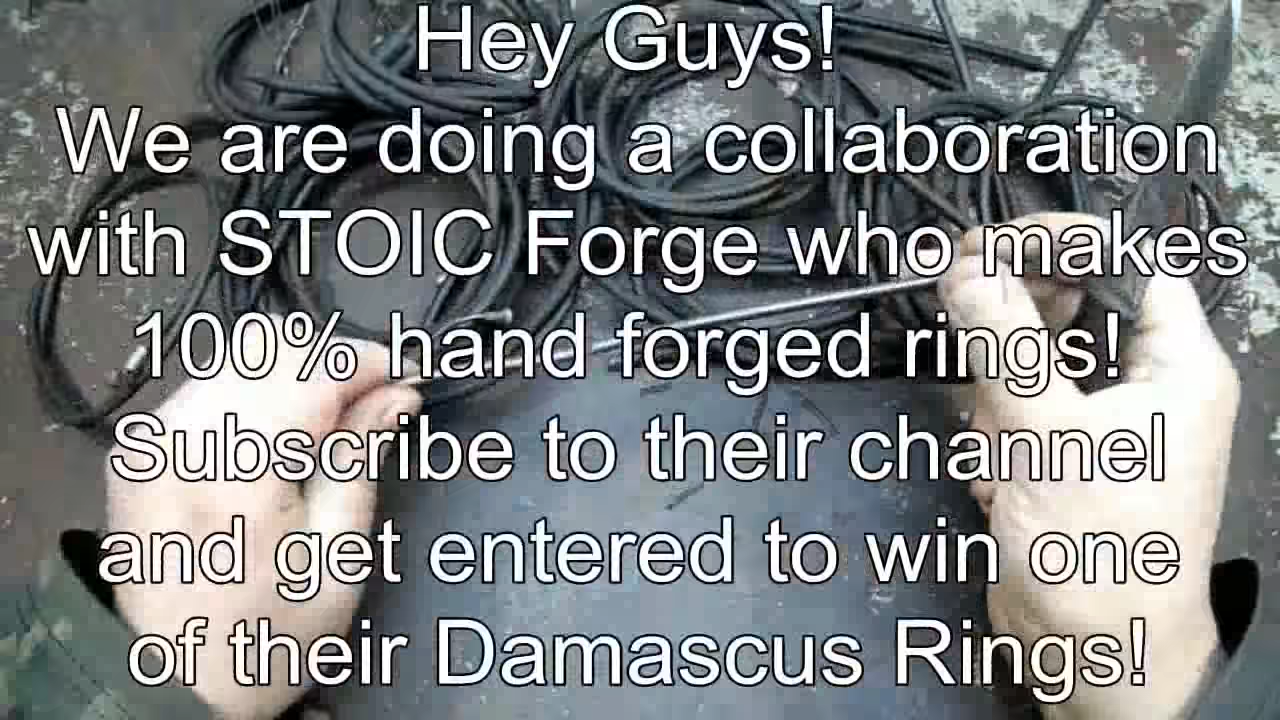 Hey Guys!
We are doing a collaboration
with STOIC Forge who makes
100% hand forged rings!
Subscribe to their channel
and get entered to win one
of their Damascus Rings!